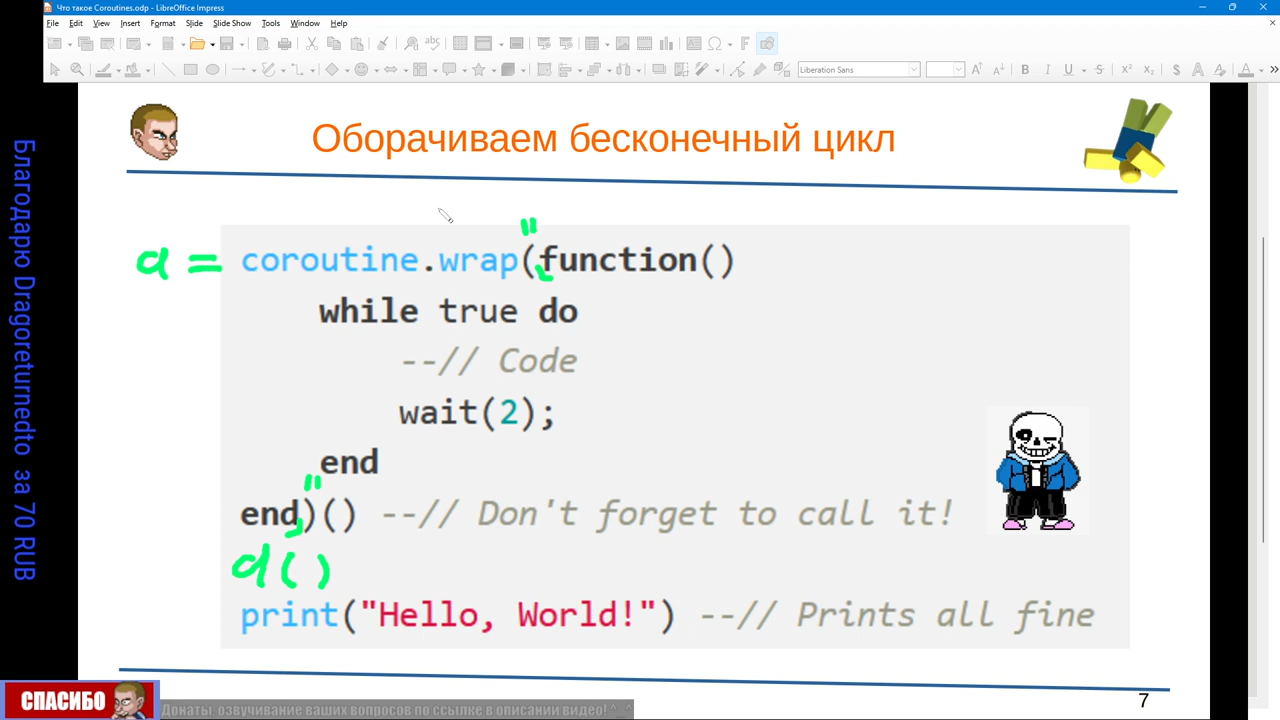 Что такое Coroutines.odp - LibreOffice Impress
File Edit View Insert Format Slide Slide Show Tools Window Help
Liberation Sans
Оборачиваем бесконечный цикл
a = coroutine.wrap("function()
while true do
--// Code
wait(2);
end
end")() --// Don't forget to call it!
a()
print("Hello, World!") --// Prints all fine
7
Благодарю Dragoreturnedto за 70 RUB
СПАСИБО
Донаты, озвучивание ваших вопросов по ссылке в описании видео! ^_^